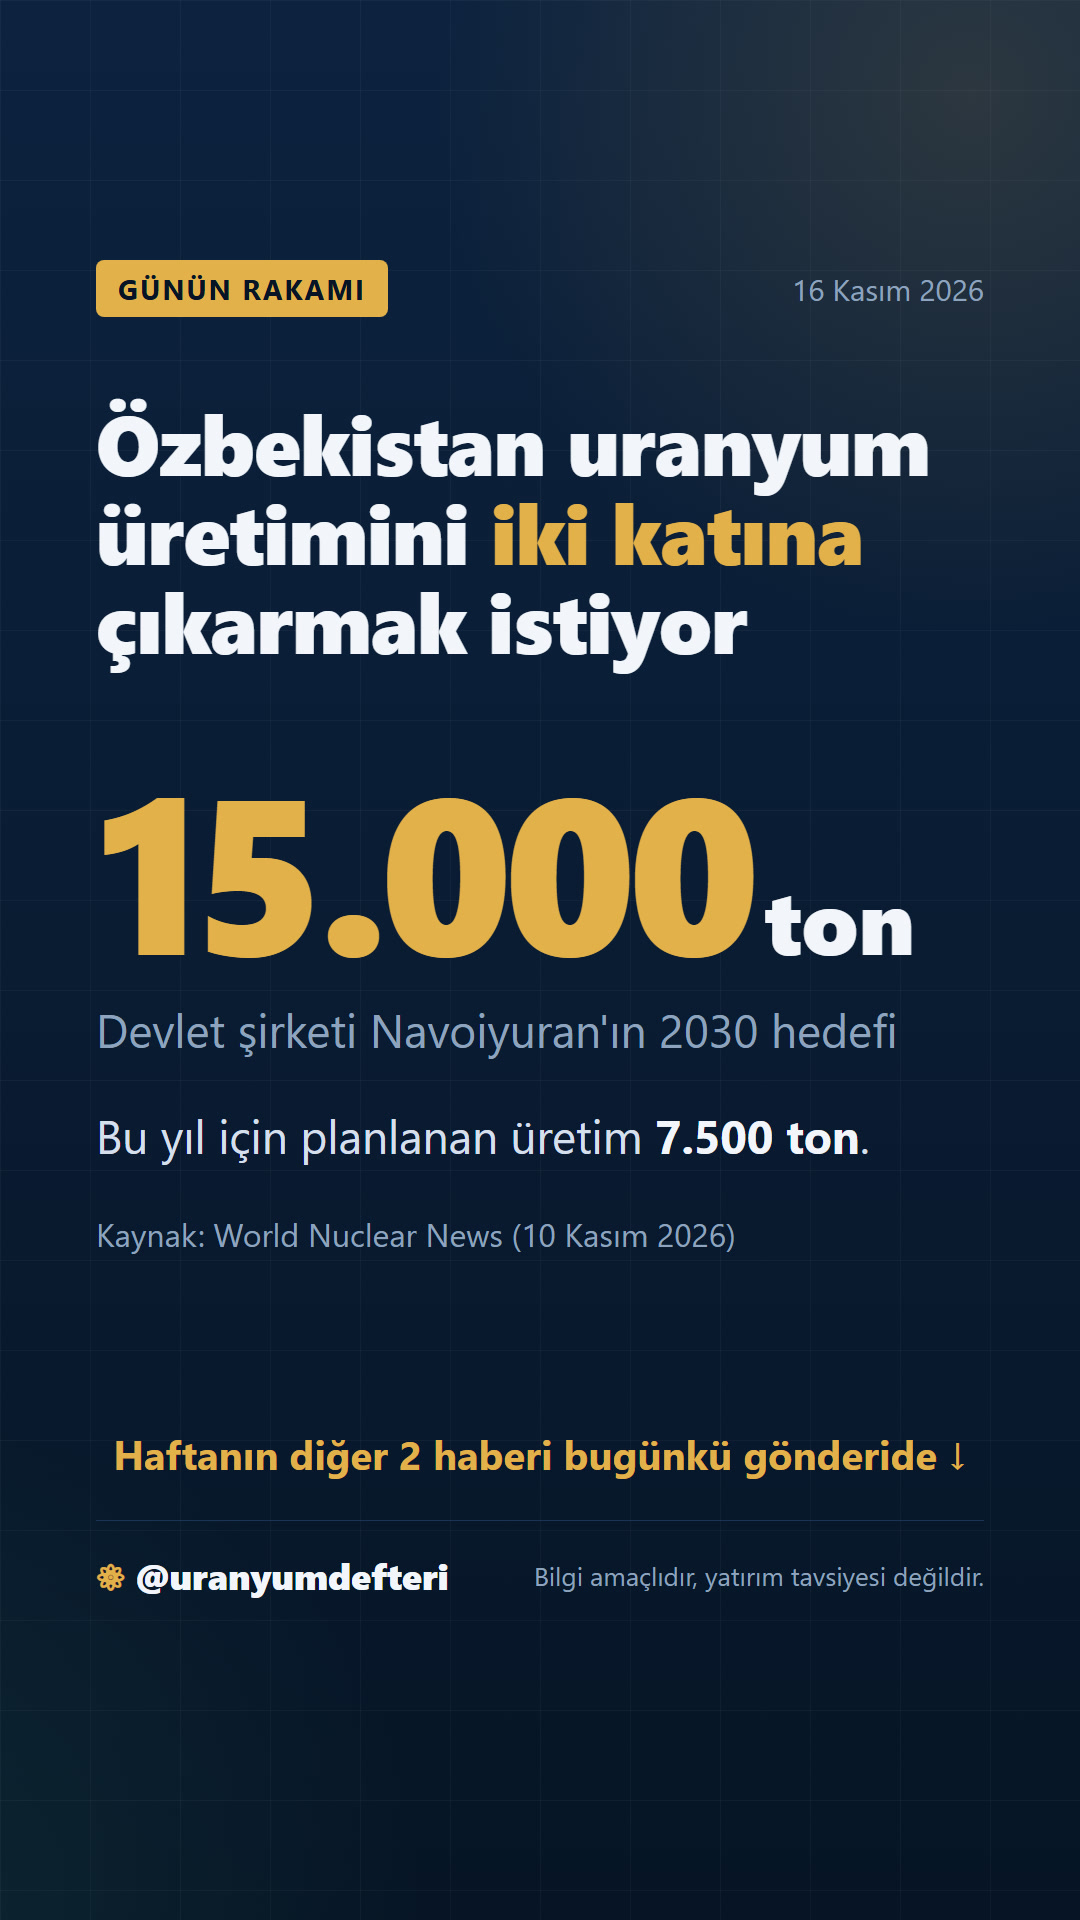 GÜNÜN RAKAMI
16 Kasım 2026
Özbekistan uranyum
üretimini iki katına
çıkarmak istiyor
15.000 ton
Devlet şirketi Navoiyuran'ın 2030 hedefi
Bu yıl için planlanan üretim 7.500 ton.
Kaynak: World Nuclear News (10 Kasım 2026)
Haftanın diğer 2 haberi bugünkü gönderide ↓
@uranyumdefteri
Bilgi amaçlıdır, yatırım tavsiyesi değildir.